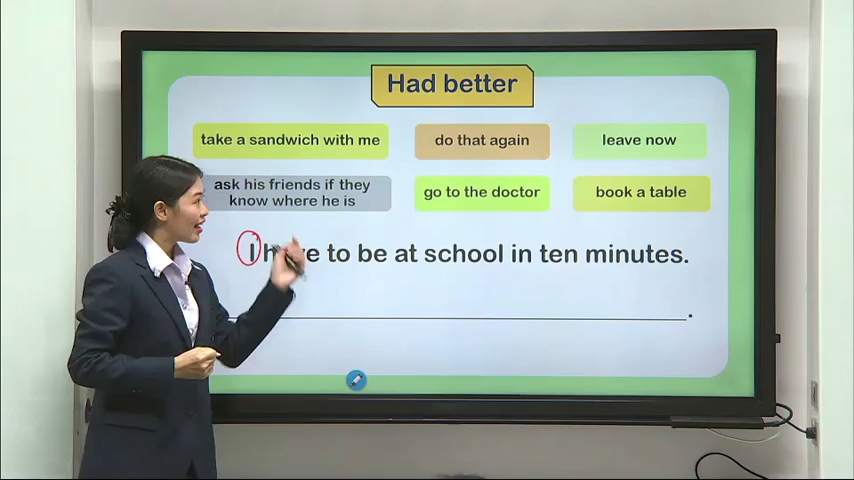 Had better
take a sandwich with me
do that again
leave now
ask his friends if they
know where he is
go to the doctor
book a table
I to be at school in ten minutes.
.